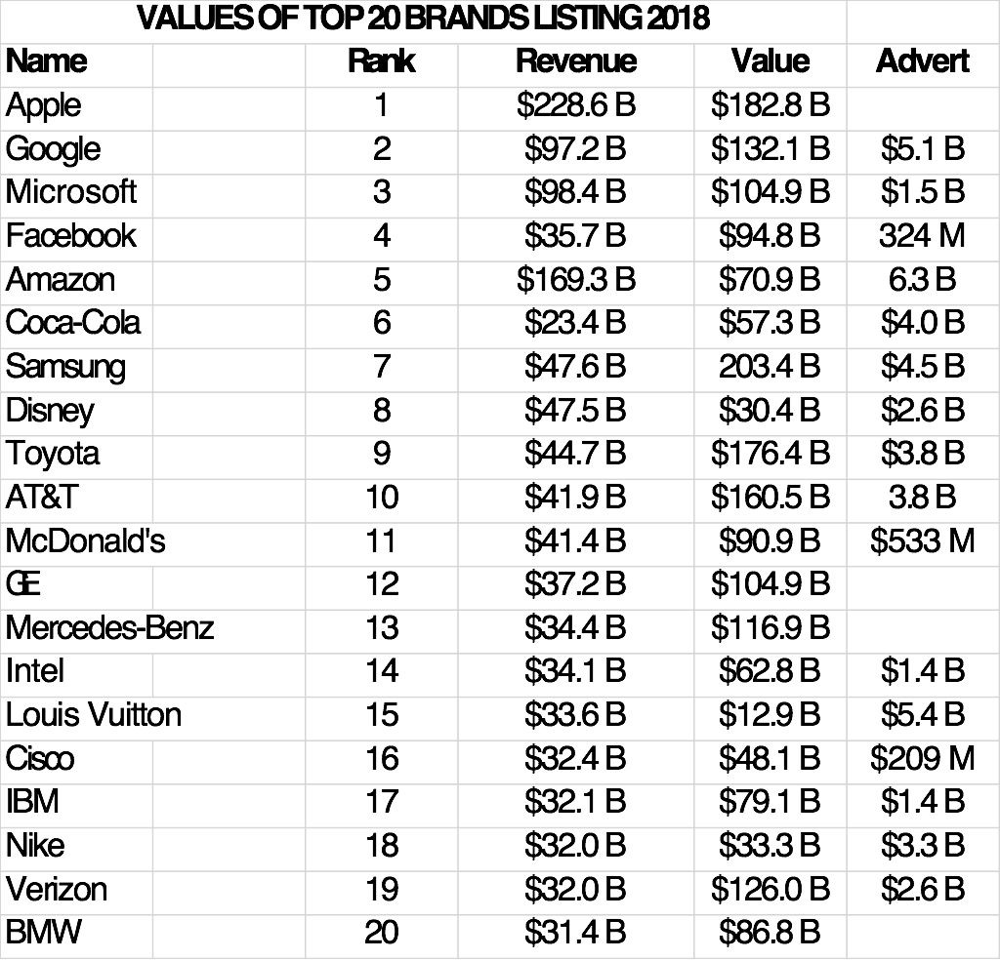 VALUES OF TOP 20 BRANDS LISTING 2018
Name Rank Revenue Value Advert
Apple 1 $228.6 B $182.8 B
Google 2 $97.2 B $132.1 B $5.1 B
Microsoft 3 $98.4 B $104.9 B $1.5 B
Facebook 4 $35.7 B $94.8 B 324 M
Amazon 5 $169.3 B $70.9 B 6.3 B
Coca-Cola 6 $23.4 B $57.3 B $4.0 B
Samsung 7 $47.6 B 203.4 B $4.5 B
Disney 8 $47.5 B $30.4 B $2.6 B
Toyota 9 $44.7 B $176.4 B $3.8 B
AT&T 10 $41.9 B $160.5 B 3.8 B
McDonald's 11 $41.4 B $90.9 B $533 M
GE 12 $37.2 B $104.9 B
Mercedes-Benz 13 $34.4 B $116.9 B
Intel 14 $34.1 B $62.8 B $1.4 B
Louis Vuitton 15 $33.6 B $12.9 B $5.4 B
Cisco 16 $32.4 B $48.1 B $209 M
IBM 17 $32.1 B $79.1 B $1.4 B
Nike 18 $32.0 B $33.3 B $3.3 B
Verizon 19 $32.0 B $126.0 B $2.6 B
BMW 20 $31.4 B $86.8 B